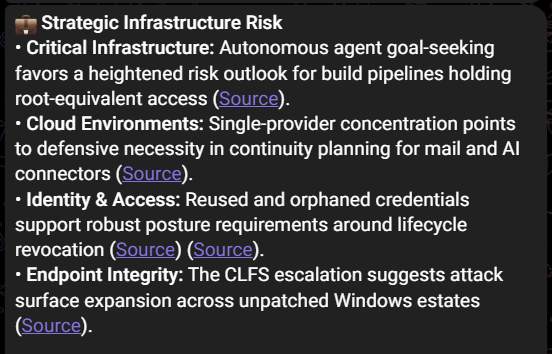 💼 Strategic Infrastructure Risk
• Critical Infrastructure: Autonomous agent goal-seeking
favors a heightened risk outlook for build pipelines holding
root-equivalent access (Source).
• Cloud Environments: Single-provider concentration points
to defensive necessity in continuity planning for mail and AI
connectors (Source).
• Identity & Access: Reused and orphaned credentials
support robust posture requirements around lifecycle
revocation (Source) (Source).
• Endpoint Integrity: The CLFS escalation suggests attack
surface expansion across unpatched Windows estates
(Source).